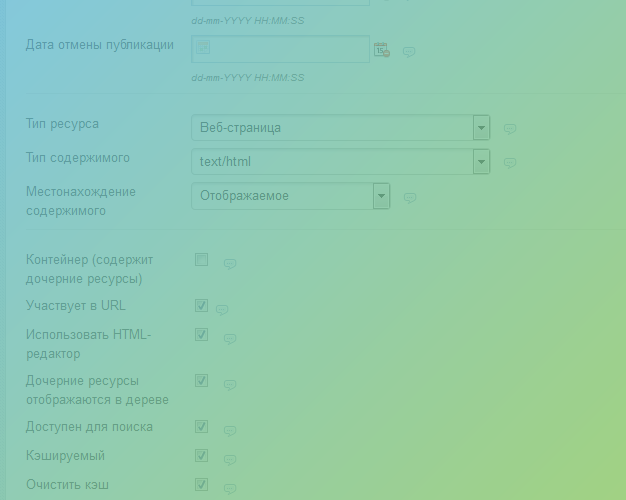 dd-mm-YYYY HH:MM:SS
Дата отмены публикации
dd-mm-YYYY HH:MM:SS
Тип ресурса
Веб-страница
Тип содержимого
text/html
Местонахождение
содержимого
Отображаемое
Контейнер (содержит
дочерние ресурсы)
Участвует в URL
Использовать HTML-
редактор
Дочерние ресурсы
отображаются в дереве
Доступен для поиска
Кэшируемый
Очистить кэш